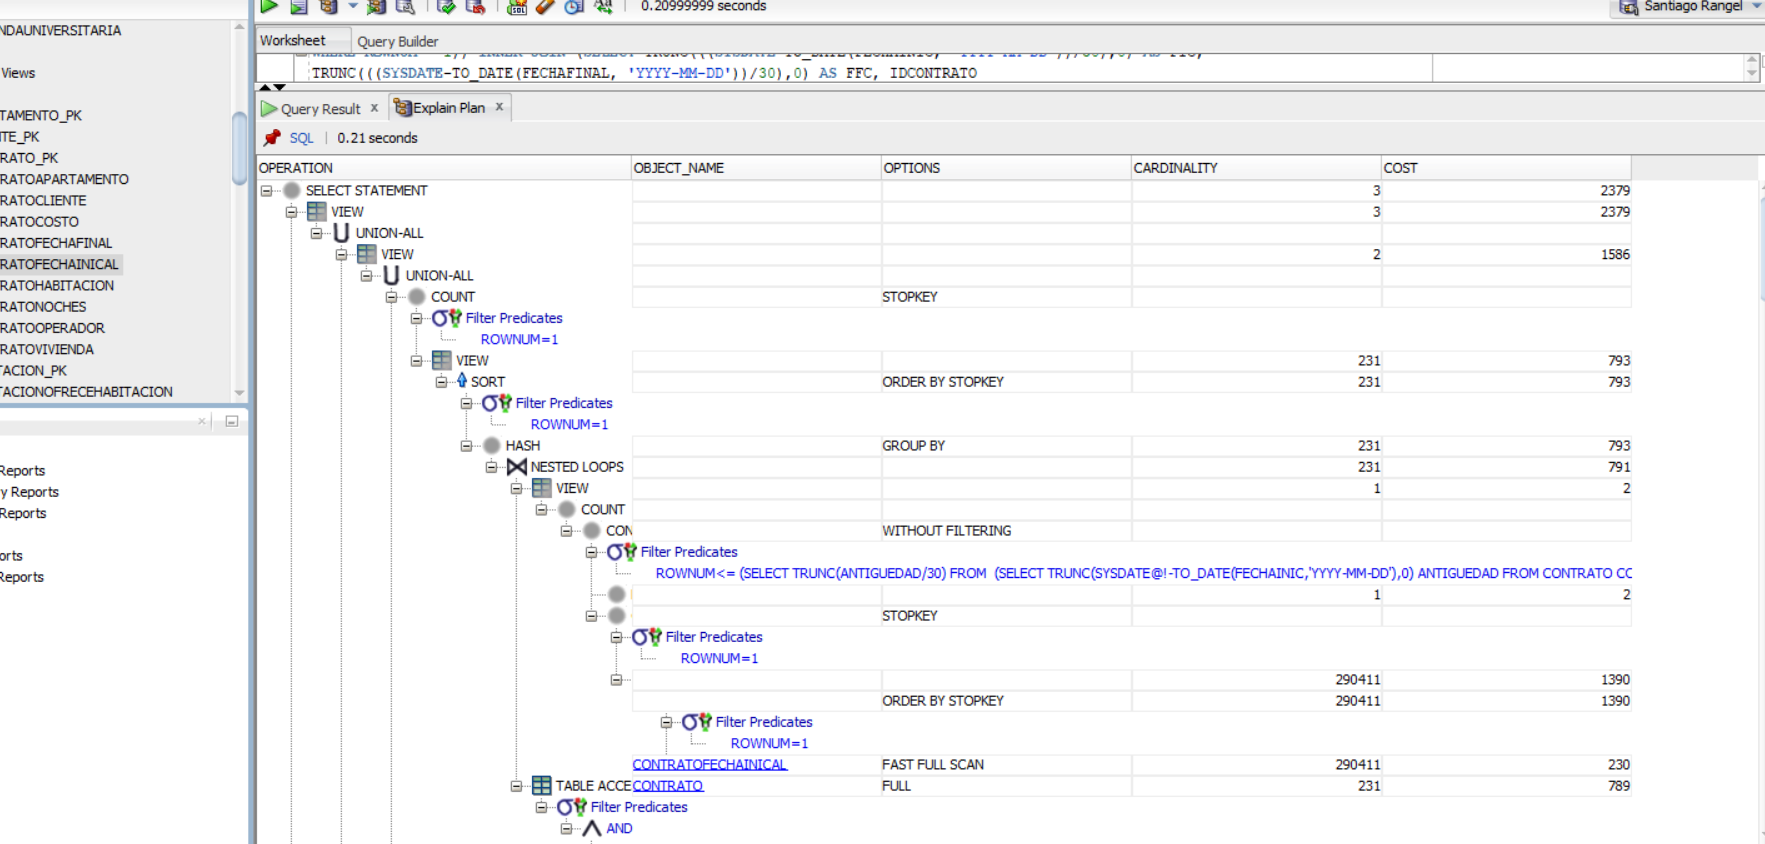 0.20999999 seconds
Santiago Rangel
NDAUNIVERSITARIA
Views
TAMENTO_PK
TE_PK
RATO_PK
RATOAPARTAMENTO
RATOCLIENTE
RATOCOSTO
RATOFECHAFINAL
RATOFECHAINICAL
RATOHABITACION
RATONOCHES
RATOOPERADOR
RATOVIVIENDA
TACION_PK
TACIONOFRECEHABITACION
Reports
y Reports
Reports
orts
Reports
Worksheet Query Builder
TRUNC(((SYSDATE-TO_DATE(FECHAFINAL, 'YYYY-MM-DD'))/30),0) AS FFC, IDCONTRATO
Query Result x Explain Plan x
SQL | 0.21 seconds
OPERATION OBJECT_NAME OPTIONS CARDINALITY COST
SELECT STATEMENT 3 2379
VIEW 3 2379
UNION-ALL
VIEW 2 1586
UNION-ALL
COUNT STOPKEY
Filter Predicates
ROWNUM=1
VIEW 231 793
SORT ORDER BY STOPKEY 231 793
Filter Predicates
ROWNUM=1
HASH GROUP BY 231 793
NESTED LOOPS 231 791
VIEW 1 2
COUNT
CON WITHOUT FILTERING
Filter Predicates
ROWNUM<= (SELECT TRUNC(ANTIGUEDAD/30) FROM (SELECT TRUNC(SYSDATE@!-TO_DATE(FECHAINIC,'YYYY-MM-DD'),0) ANTIGUEDAD FROM CONTRATO CC
1 2
STOPKEY
Filter Predicates
ROWNUM=1
290411 1390
ORDER BY STOPKEY 290411 1390
Filter Predicates
ROWNUM=1
CONTRATOFECHAINICAL FAST FULL SCAN 290411 230
TABLE ACCE CONTRATO FULL 231 789
Filter Predicates
AND